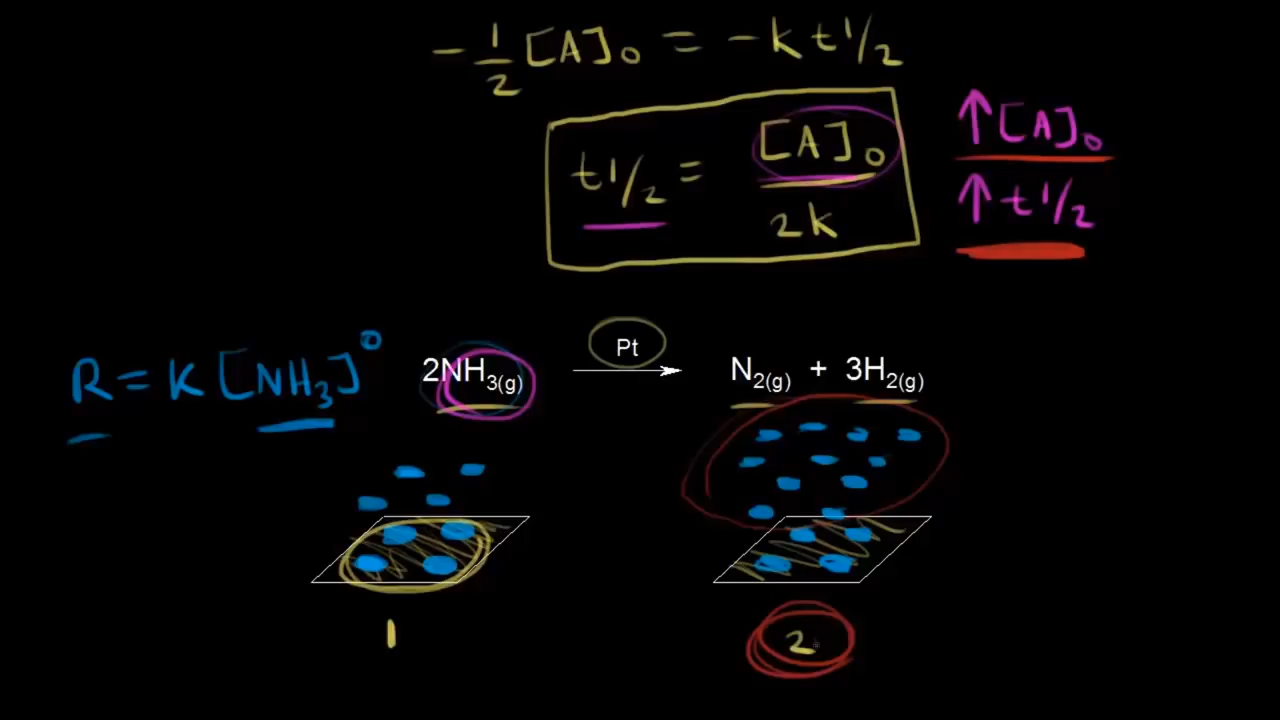 -1/2 [A]₀ = -kt1/2
t1/2 = [A]₀/2k
↑[A]₀
↑t1/2
R = K[NH₃]⁰
2NH₃(g) Pt → N₂(g) + 3H₂(g)
1
2